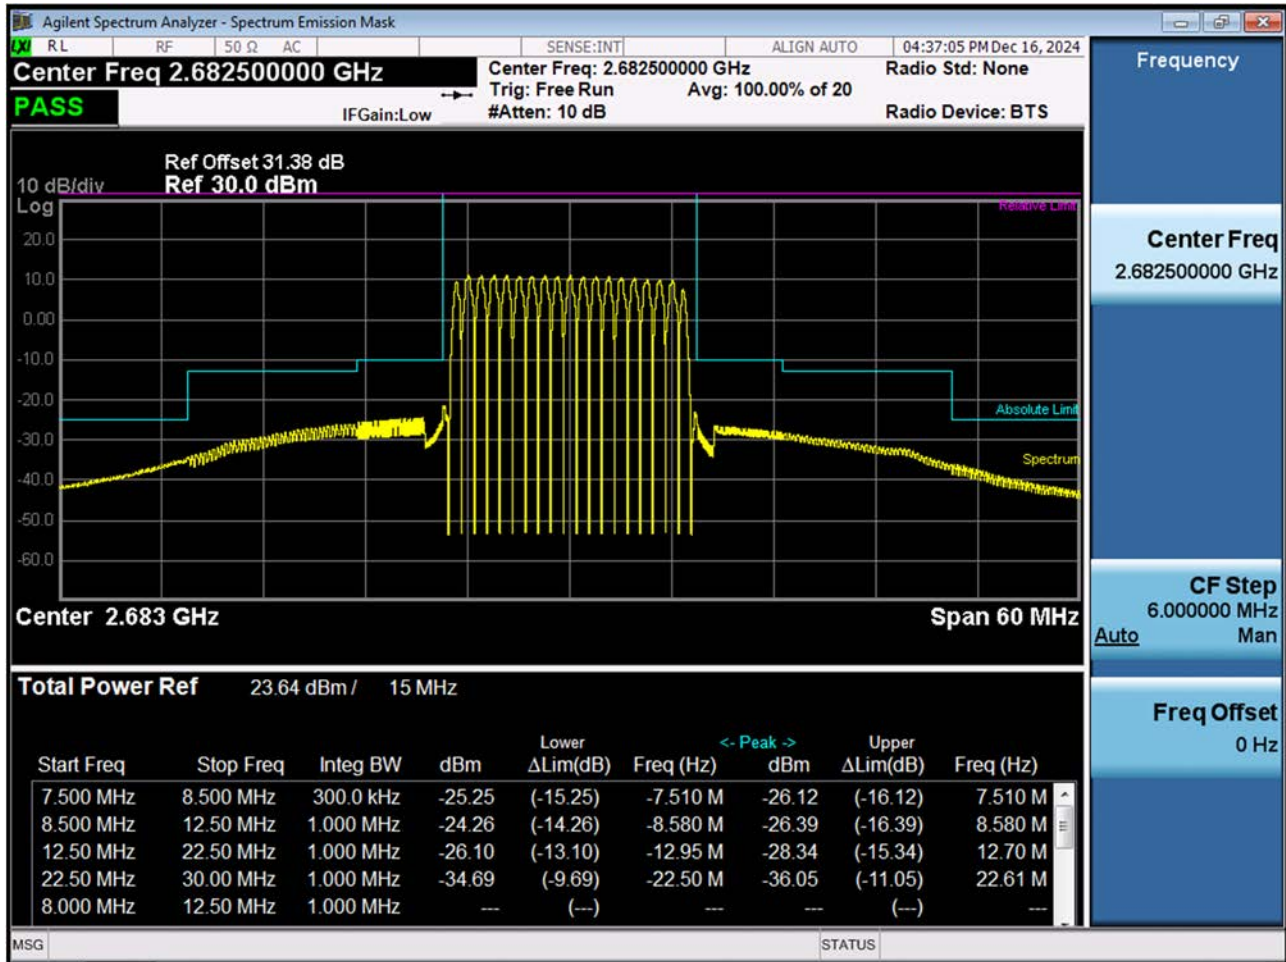 Agilent Spectrum Analyzer - Spectrum Emission Mask
LXI RL RF 50 Ω AC SENSE:INT ALIGN AUTO 04:37:05 PM Dec 16, 2024
Center Freq 2.682500000 GHz
Center Freq: 2.682500000 GHz Radio Std: None
Trig: Free Run Avg: 100.00% of 20
PASS
IFGain:Low #Atten: 10 dB Radio Device: BTS
Ref Offset 31.38 dB
10 dB/div Ref 30.0 dBm
Log
Relative Limit
20.0
10.0
0.00
-10.0
-20.0
Absolute Limit
-30.0
Spectrum
-40.0
-50.0
-60.0
Center 2.683 GHz Span 60 MHz
Total Power Ref 23.64 dBm / 15 MHz
Lower <- Peak -> Upper
Start Freq Stop Freq Integ BW dBm ΔLim(dB) Freq (Hz) dBm ΔLim(dB) Freq (Hz)
7.500 MHz 8.500 MHz 300.0 kHz -25.25 (-15.25) -7.510 M -26.12 (-16.12) 7.510 M
8.500 MHz 12.50 MHz 1.000 MHz -24.26 (-14.26) -8.580 M -26.39 (-16.39) 8.580 M
12.50 MHz 22.50 MHz 1.000 MHz -26.10 (-13.10) -12.95 M -28.34 (-15.34) 12.70 M
22.50 MHz 30.00 MHz 1.000 MHz -34.69 (-9.69) -22.50 M -36.05 (-11.05) 22.61 M
8.000 MHz 12.50 MHz 1.000 MHz --- (---) --- --- (---) ---
MSG STATUS
Frequency
Center Freq
2.682500000 GHz
CF Step
6.000000 MHz
Auto Man
Freq Offset
0 Hz